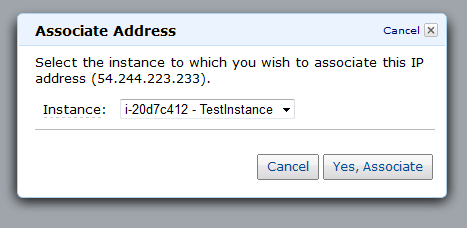 Associate Address Cancel
Select the instance to which you wish to associate this IP
address (54.244.223.233).
Instance: i-20d7c412 - TestInstance
Cancel Yes, Associate